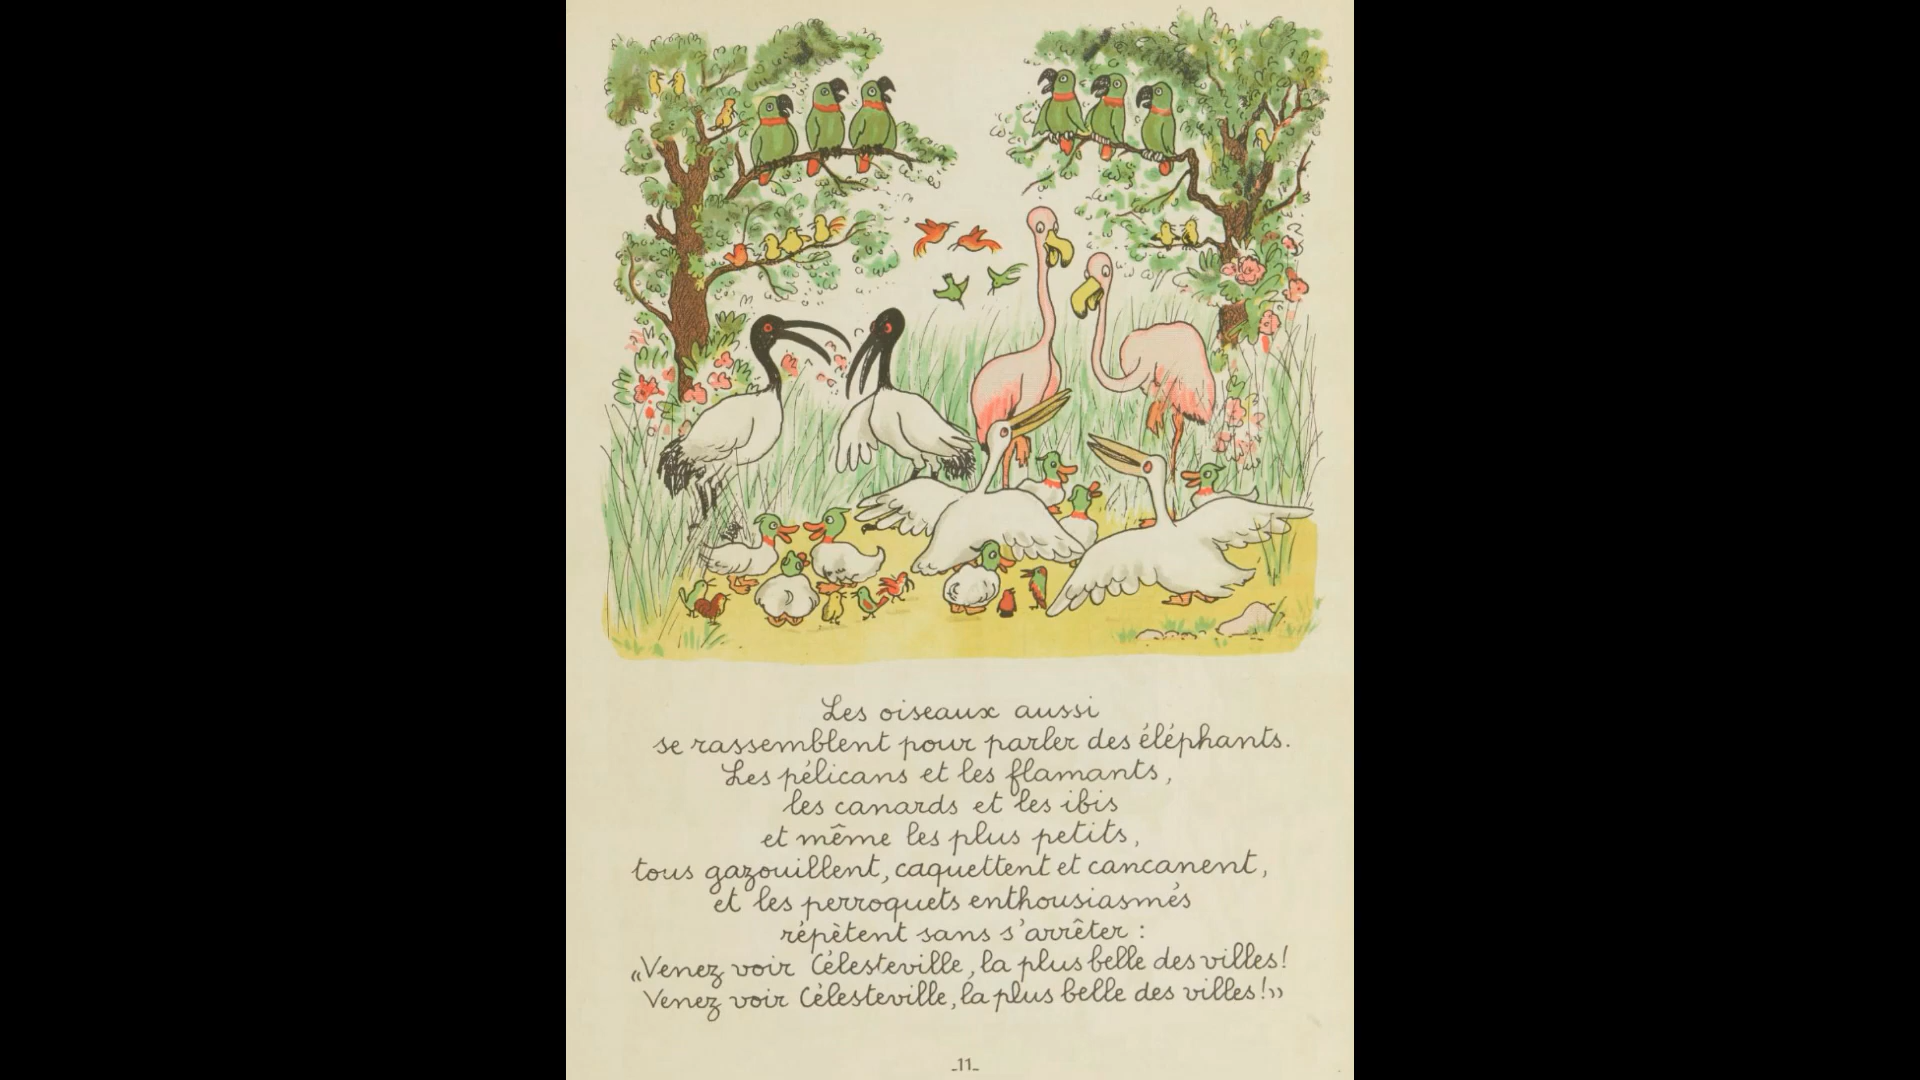 Les oiseaux aussi
se rassemblent pour parler des éléphants.
Les pélicans et les flamants,
les canards et les ibis
et même les plus petits,
tous gazouillent, caquettent et cancanent,
et les perroquets enthousiasmés
répètent sans s'arrêter :
«Venez voir Célesteville, la plus belle des villes!
Venez voir Célesteville, la plus belle des villes!»
_11_